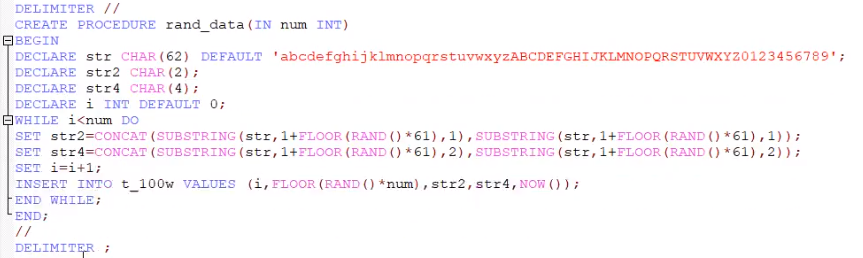 DELIMITER //
CREATE PROCEDURE rand_data(IN num INT)
BEGIN
DECLARE str CHAR(62) DEFAULT 'abcdefghijklmnopqrstuvwxyzABCDEFGHIJKLMNOPQRSTUVWXYZ0123456789';
DECLARE str2 CHAR(2);
DECLARE str4 CHAR(4);
DECLARE i INT DEFAULT 0;
WHILE i<num DO
SET str2=CONCAT(SUBSTRING(str,1+FLOOR(RAND()*61),1),SUBSTRING(str,1+FLOOR(RAND()*61),1));
SET str4=CONCAT(SUBSTRING(str,1+FLOOR(RAND()*61),2),SUBSTRING(str,1+FLOOR(RAND()*61),2));
SET i=i+1;
INSERT INTO t_100w VALUES (i,FLOOR(RAND()*num),str2,str4,NOW());
END WHILE;
END;
//
DELIMITER ;